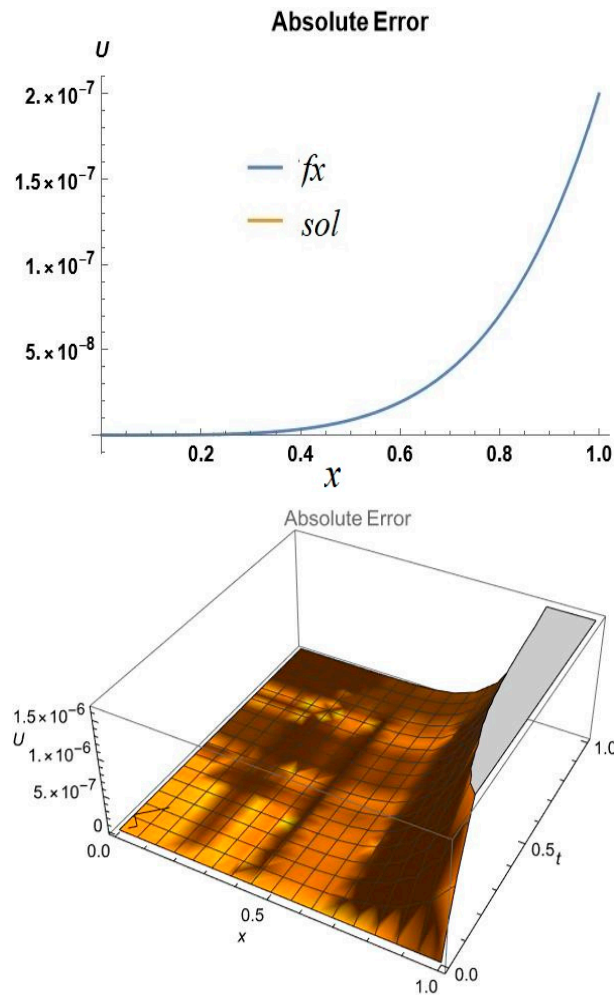 Absolute Error
U
2.×10⁻⁷
1.5×10⁻⁷
1.×10⁻⁷
5.×10⁻⁸
fx
sol
0.2 0.4 0.6 0.8 1.0
x
Absolute Error
1.5×10⁻⁶
1.×10⁻⁶
U
5.×10⁻⁷
0
0.0
0.5
x
1.0
0.0
0.5
t
1.0